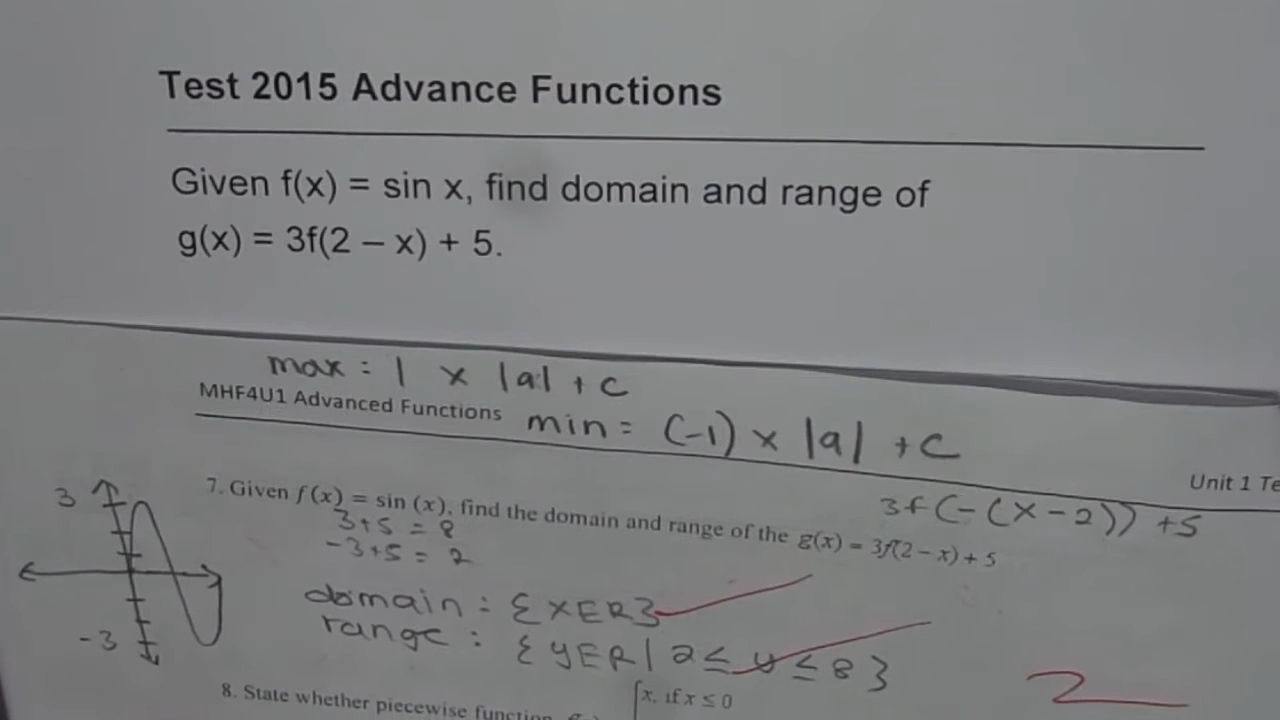 Test 2015 Advance Functions
Given f(x) = sin x, find domain and range of
g(x) = 3f(2 – x) + 5.
max : 1 × |a| + c
MHF4U1 Advanced Functions
min = (-1) × |a| + c
Unit 1 Te
3f(-(x-2)) +5
7. Given f(x) = sin (x), find the domain and range of the g(x) = 3f(2 – x) + 5
3+5 = 8
-3+5 = 2
3
-3
domain : {XER}
range : {yER| 2 ≤ y ≤ 8}
2
8. State whether piecewise function
{x, if x ≤ 0